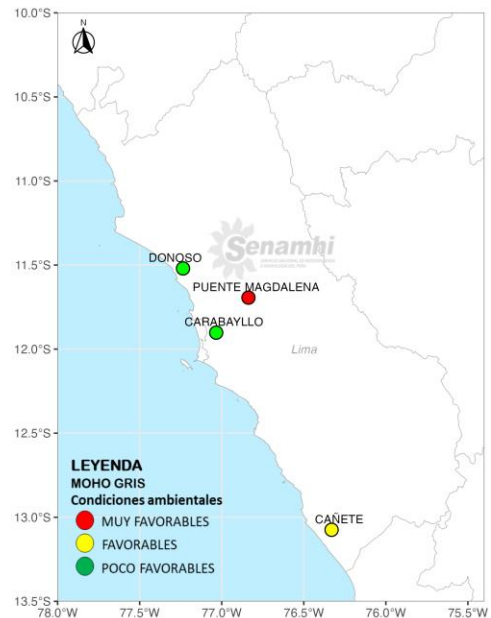 N
10.0°S
10.5°S
11.0°S
11.5°S
12.0°S
12.5°S
13.0°S
13.5°S
Senamhi
DONOSO
PUENTE MAGDALENA
CARABAYLLO
Lima
CAÑETE
LEYENDA
MOHO GRIS
Condiciones ambientales
MUY FAVORABLES
FAVORABLES
POCO FAVORABLES
78.0°W 77.5°W 77.0°W 76.5°W 76.0°W 75.5°W